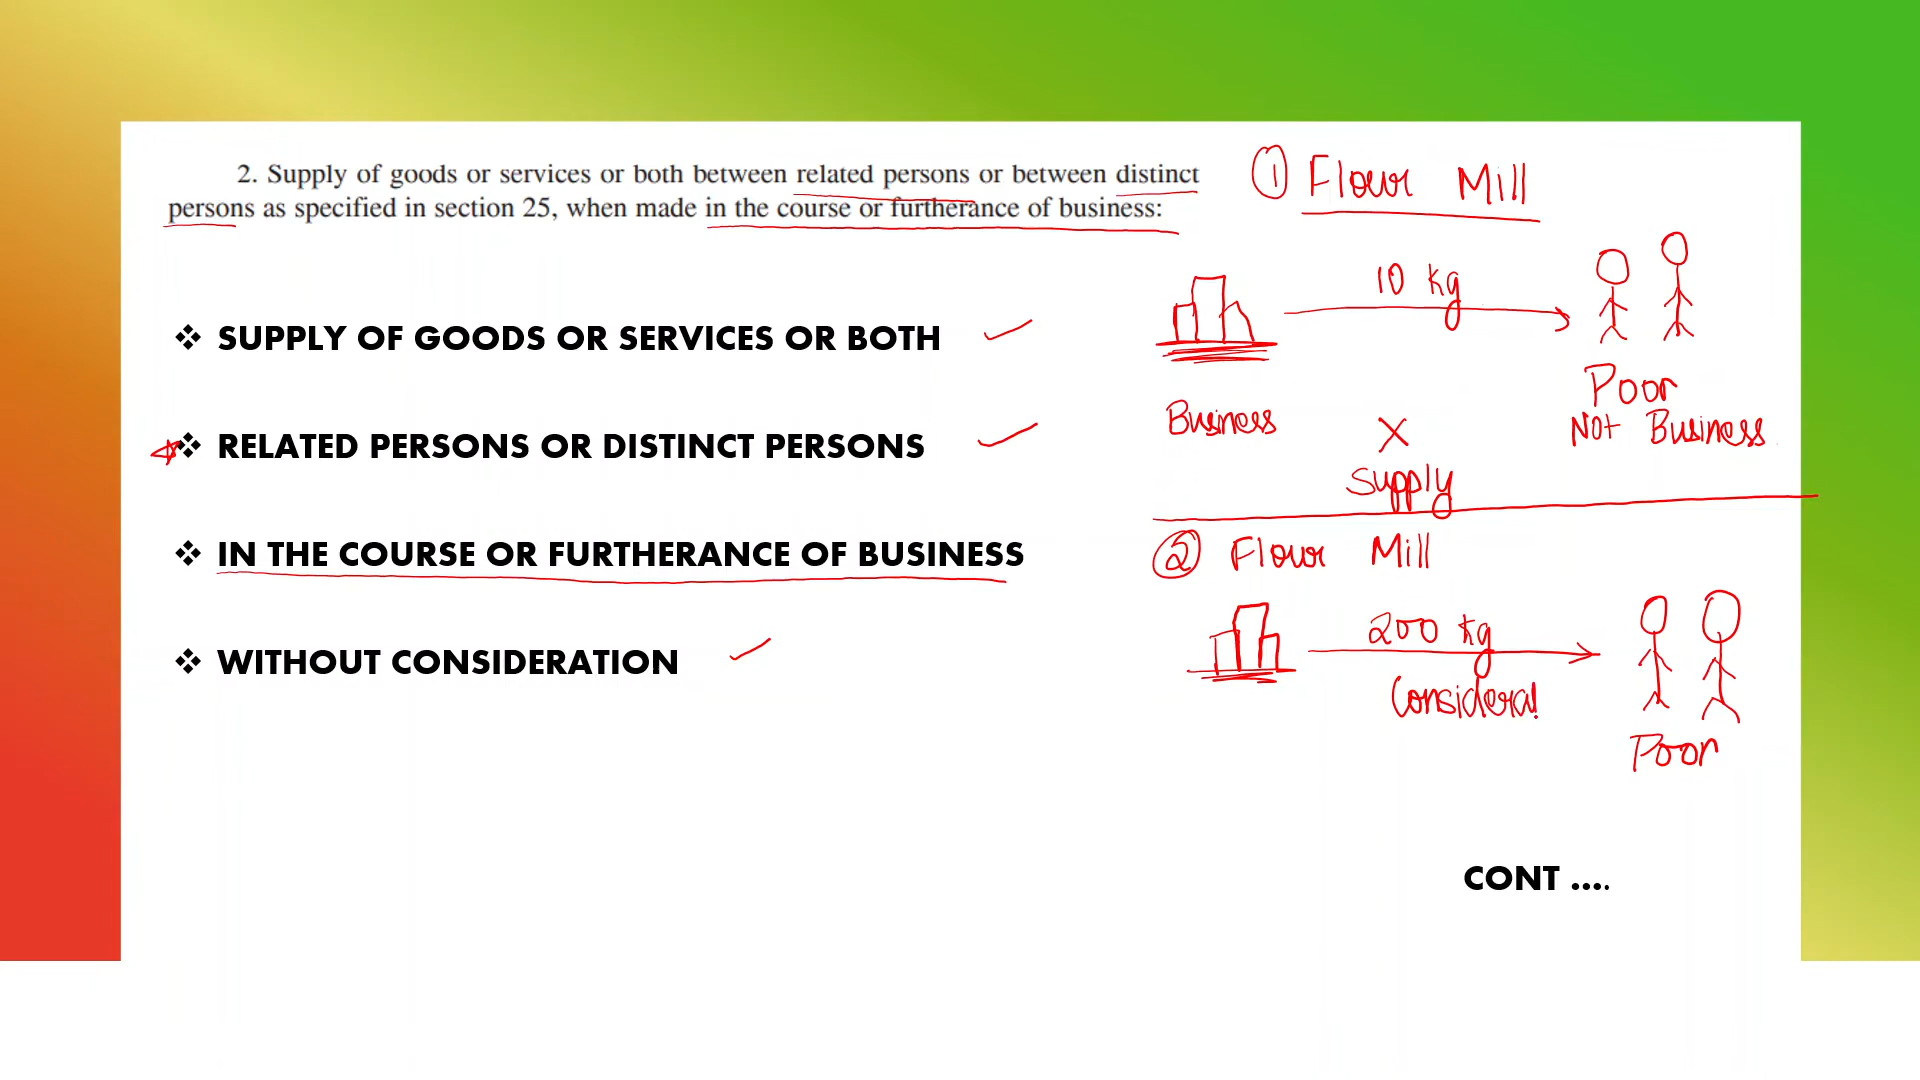 2. Supply of goods or services or both between related persons or between distinct
persons as specified in section 25, when made in the course or furtherance of business:
❖ SUPPLY OF GOODS OR SERVICES OR BOTH
❖ RELATED PERSONS OR DISTINCT PERSONS
❖ IN THE COURSE OR FURTHERANCE OF BUSINESS
❖ WITHOUT CONSIDERATION
① Flour Mill
10 kg
Poor
Business
X
Not Business
Supply
② Flour Mill
200 kg
Considera!
Poor
CONT ....